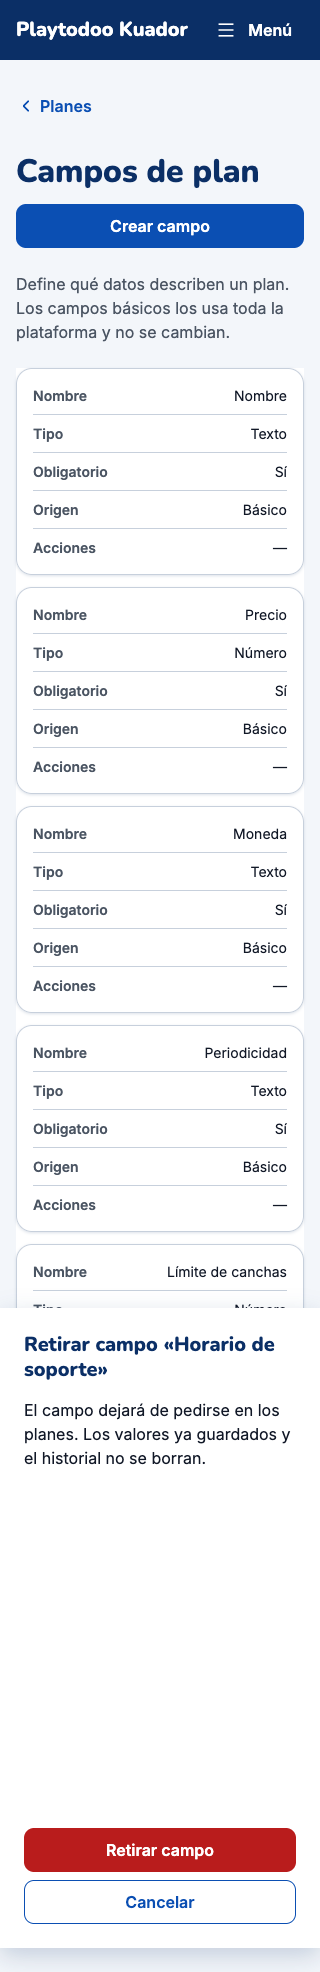 Playtodoo Kuador
Menú
Planes
Campos de plan
Crear campo
Define qué datos describen un plan.
Los campos básicos los usa toda la
plataforma y no se cambian.
Nombre Nombre
Tipo Texto
Obligatorio Sí
Origen Básico
Acciones —
Nombre Precio
Tipo Número
Obligatorio Sí
Origen Básico
Acciones —
Nombre Moneda
Tipo Texto
Obligatorio Sí
Origen Básico
Acciones —
Nombre Periodicidad
Tipo Texto
Obligatorio Sí
Origen Básico
Acciones —
Nombre Límite de canchas
Tipo Número
Retirar campo «Horario de
soporte»
El campo dejará de pedirse en los
planes. Los valores ya guardados y
el historial no se borran.
Retirar campo
Cancelar